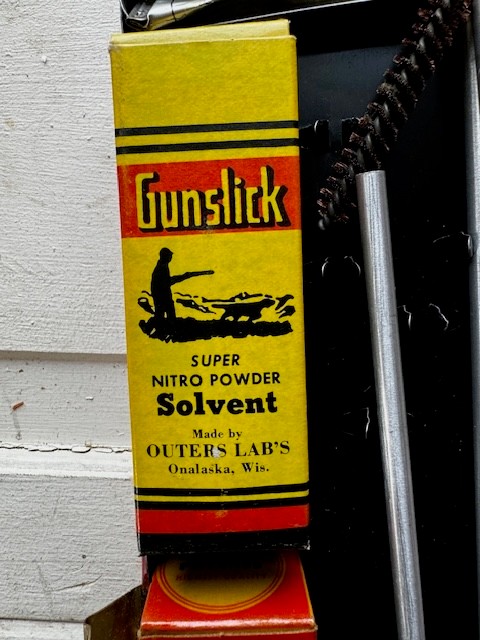 Gunslick
SUPER
NITRO POWDER
Solvent
Made by
OUTERS LAB'S
Onalaska, Wis.